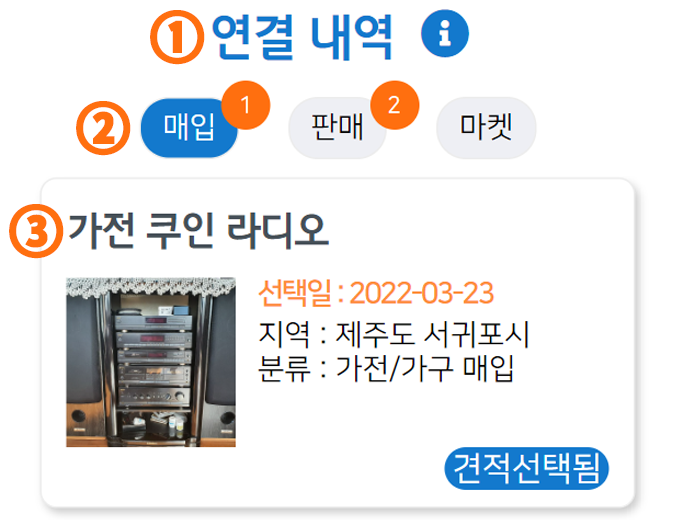 ① 연결 내역 i
② 매입 1 판매 2 마켓
③ 가전 쿠인 라디오
선택일 : 2022-03-23
지역 : 제주도 서귀포시
분류 : 가전/가구 매입
견적선택됨